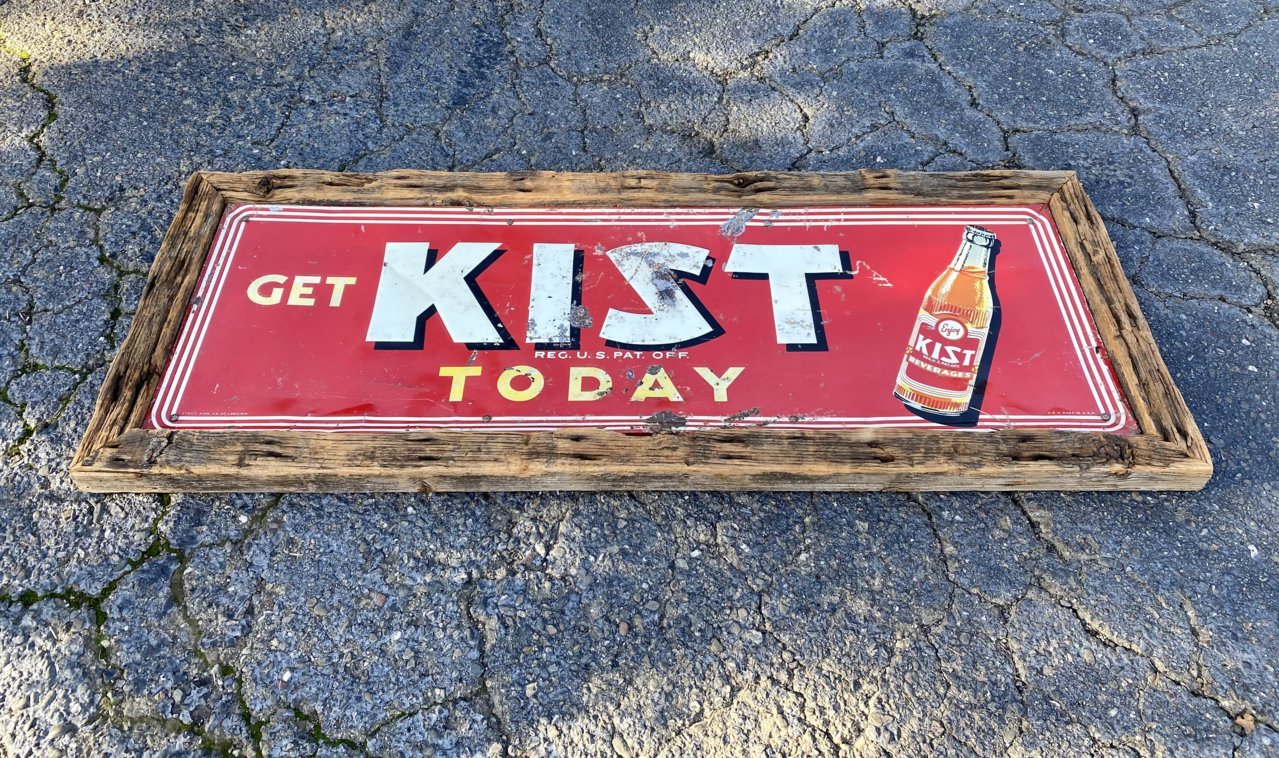 GET KIST
REG. U.S. PAT. OFF.
TODAY
Enjoy
KIST
BEVERAGES